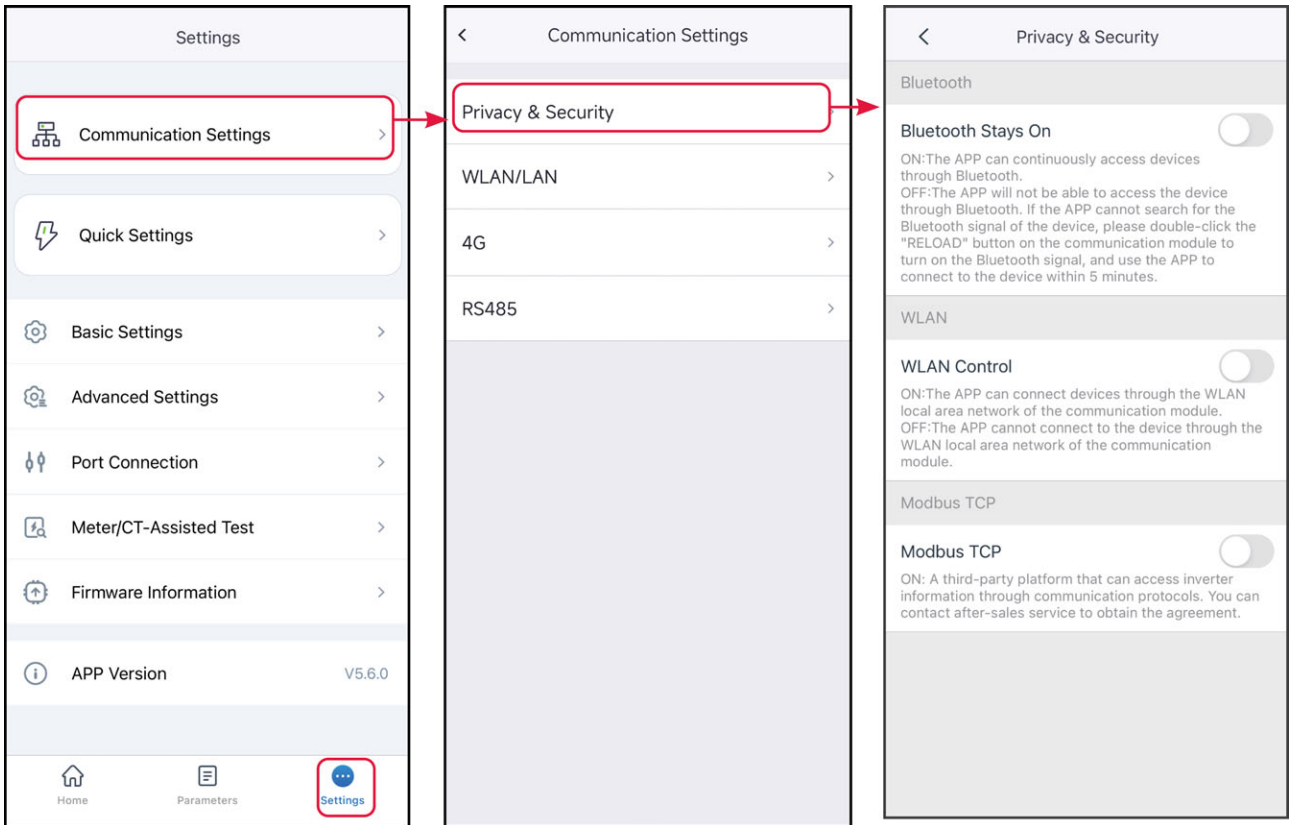 Settings
Communication Settings
Quick Settings
Basic Settings
Advanced Settings
Port Connection
Meter/CT-Assisted Test
Firmware Information
APP Version V5.6.0
Home Parameters Settings
Communication Settings
Privacy & Security
WLAN/LAN
4G
RS485
Privacy & Security
Bluetooth
Bluetooth Stays On
ON:The APP can continuously access devices
through Bluetooth.
OFF:The APP will not be able to access the device
through Bluetooth. If the APP cannot search for the
Bluetooth signal of the device, please double-click the
"RELOAD" button on the communication module to
turn on the Bluetooth signal, and use the APP to
connect to the device within 5 minutes.
WLAN
WLAN Control
ON:The APP can connect devices through the WLAN
local area network of the communication module.
OFF:The APP cannot connect to the device through the
WLAN local area network of the communication
module.
Modbus TCP
Modbus TCP
ON: A third-party platform that can access inverter
information through communication protocols. You can
contact after-sales service to obtain the agreement.